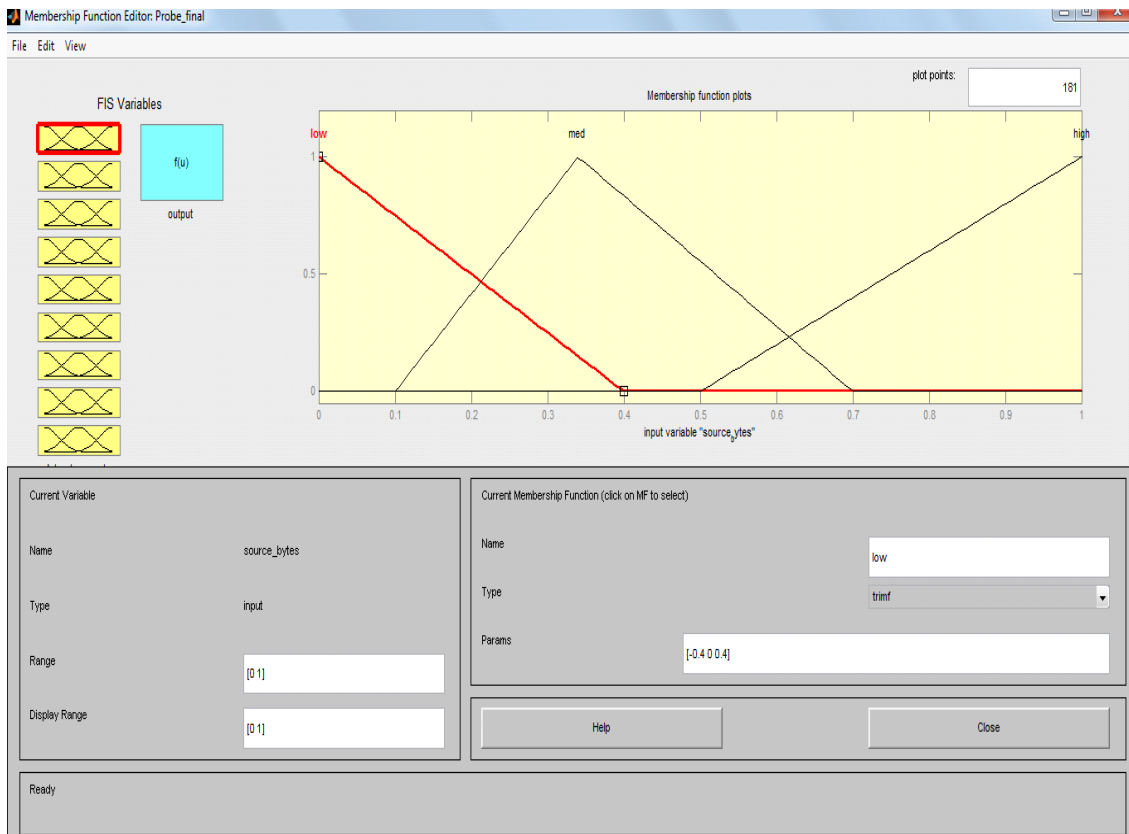 Membership Function Editor: Probe_final
File Edit View
FIS Variables
f(u)
output
plot points:
181
Membership function plots
low
med
high
1
0.5
0
0 0.1 0.2 0.3 0.4 0.5 0.6 0.7 0.8 0.9 1
input variable "source_bytes"
Current Variable
Name
source_bytes
Type
input
Range
[0 1]
Display Range
[0 1]
Current Membership Function (click on MF to select)
Name
low
Type
trimf
Params
[-0.4 0 0.4]
Help
Close
Ready